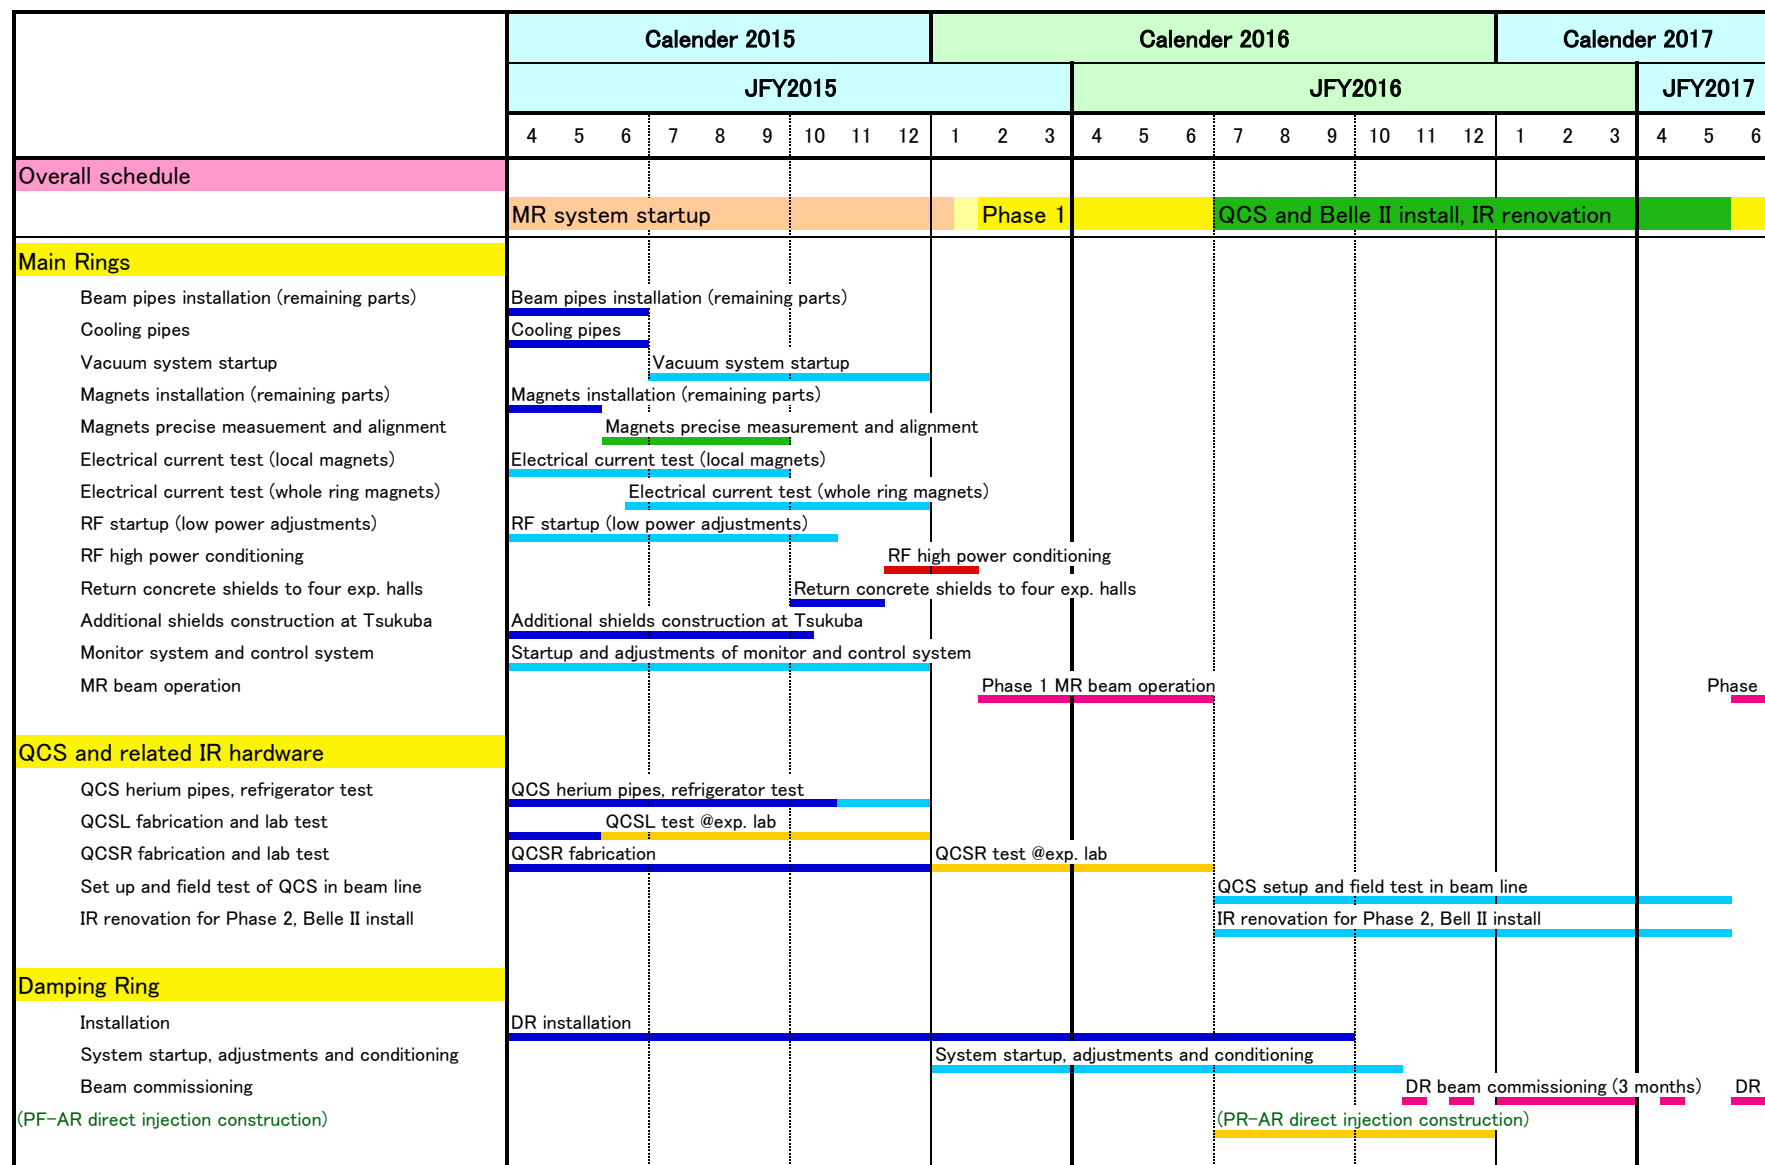 Calender 2015 Calender 2016 Calender 2017
JFY2015 JFY2016 JFY2017
4 5 6 7 8 9 10 11 12 1 2 3 4 5 6 7 8 9 10 11 12 1 2 3 4 5 6
Overall schedule
MR system startup Phase 1 QCS and Belle II install, IR renovation
Main Rings
Beam pipes installation (remaining parts) Beam pipes installation (remaining parts)
Cooling pipes Cooling pipes
Vacuum system startup Vacuum system startup
Magnets installation (remaining parts) Magnets installation (remaining parts)
Magnets precise measuement and alignment Magnets precise measurement and alignment
Electrical current test (local magnets) Electrical current test (local magnets)
Electrical current test (whole ring magnets) Electrical current test (whole ring magnets)
RF startup (low power adjustments) RF startup (low power adjustments)
RF high power conditioning RF high power conditioning
Return concrete shields to four exp. halls Return concrete shields to four exp. halls
Additional shields construction at Tsukuba Additional shields construction at Tsukuba
Monitor system and control system Startup and adjustments of monitor and control system
MR beam operation Phase 1 MR beam operation Phase
QCS and related IR hardware
QCS herium pipes, refrigerator test QCS herium pipes, refrigerator test
QCSL fabrication and lab test QCSL test @exp. lab
QCSR fabrication and lab test QCSR fabrication QCSR test @exp. lab
Set up and field test of QCS in beam line QCS setup and field test in beam line
IR renovation for Phase 2, Belle II install IR renovation for Phase 2, Bell II install
Damping Ring
Installation DR installation
System startup, adjustments and conditioning System startup, adjustments and conditioning
Beam commissioning DR beam commissioning (3 months) DR
(PF-AR direct injection construction) (PR-AR direct injection construction)